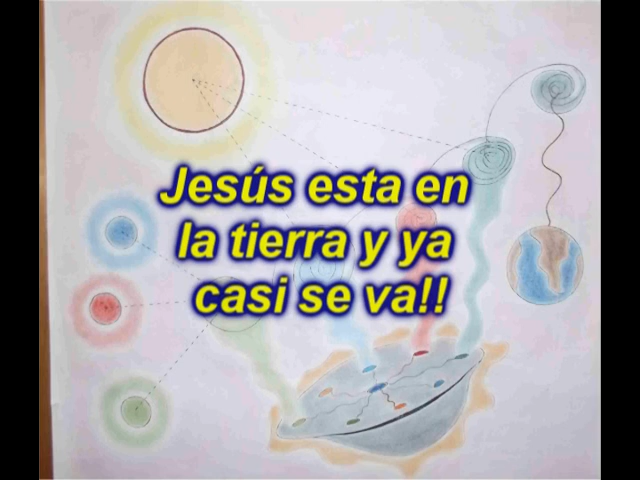 Jesús esta en
la tierra y ya
casi se va!!